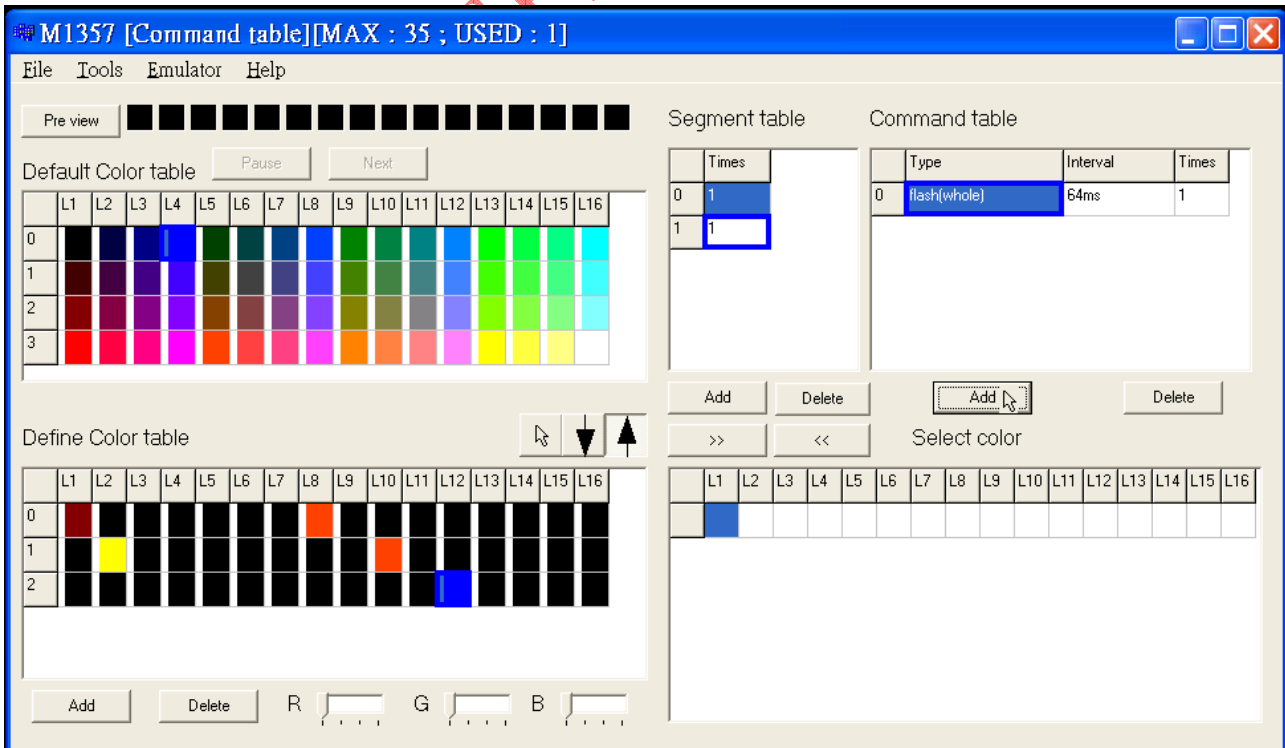 M1357 [Command table][MAX : 35 ; USED : 1]
File Tools Emulator Help
Pre view
Segment table
Command table
Default Color table
Pause
Next
L1 L2 L3 L4 L5 L6 L7 L8 L9 L10 L11 L12 L13 L14 L15 L16
0
1
2
3
Times
0 1
1 1
Type Interval Times
0 flash(whole) 64ms 1
Add
Delete
Add
Delete
>>
<<
Select color
Define Color table
L1 L2 L3 L4 L5 L6 L7 L8 L9 L10 L11 L12 L13 L14 L15 L16
0
1
2
L1 L2 L3 L4 L5 L6 L7 L8 L9 L10 L11 L12 L13 L14 L15 L16
Add
Delete
R
G
B